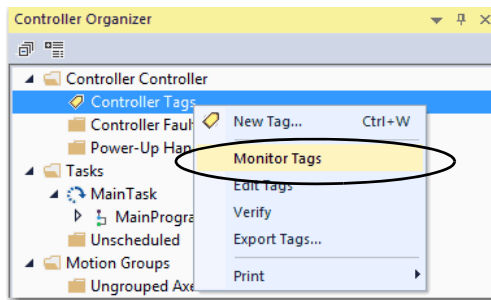 Controller Organizer
Controller Controller
Controller Tags
Controller Faul
New Tag... Ctrl+W
Power-Up Han
Monitor Tags
Tasks
Edit Tags
MainTask
Verify
MainProgra
Unscheduled
Export Tags...
Motion Groups
Print
Ungrouped Axe